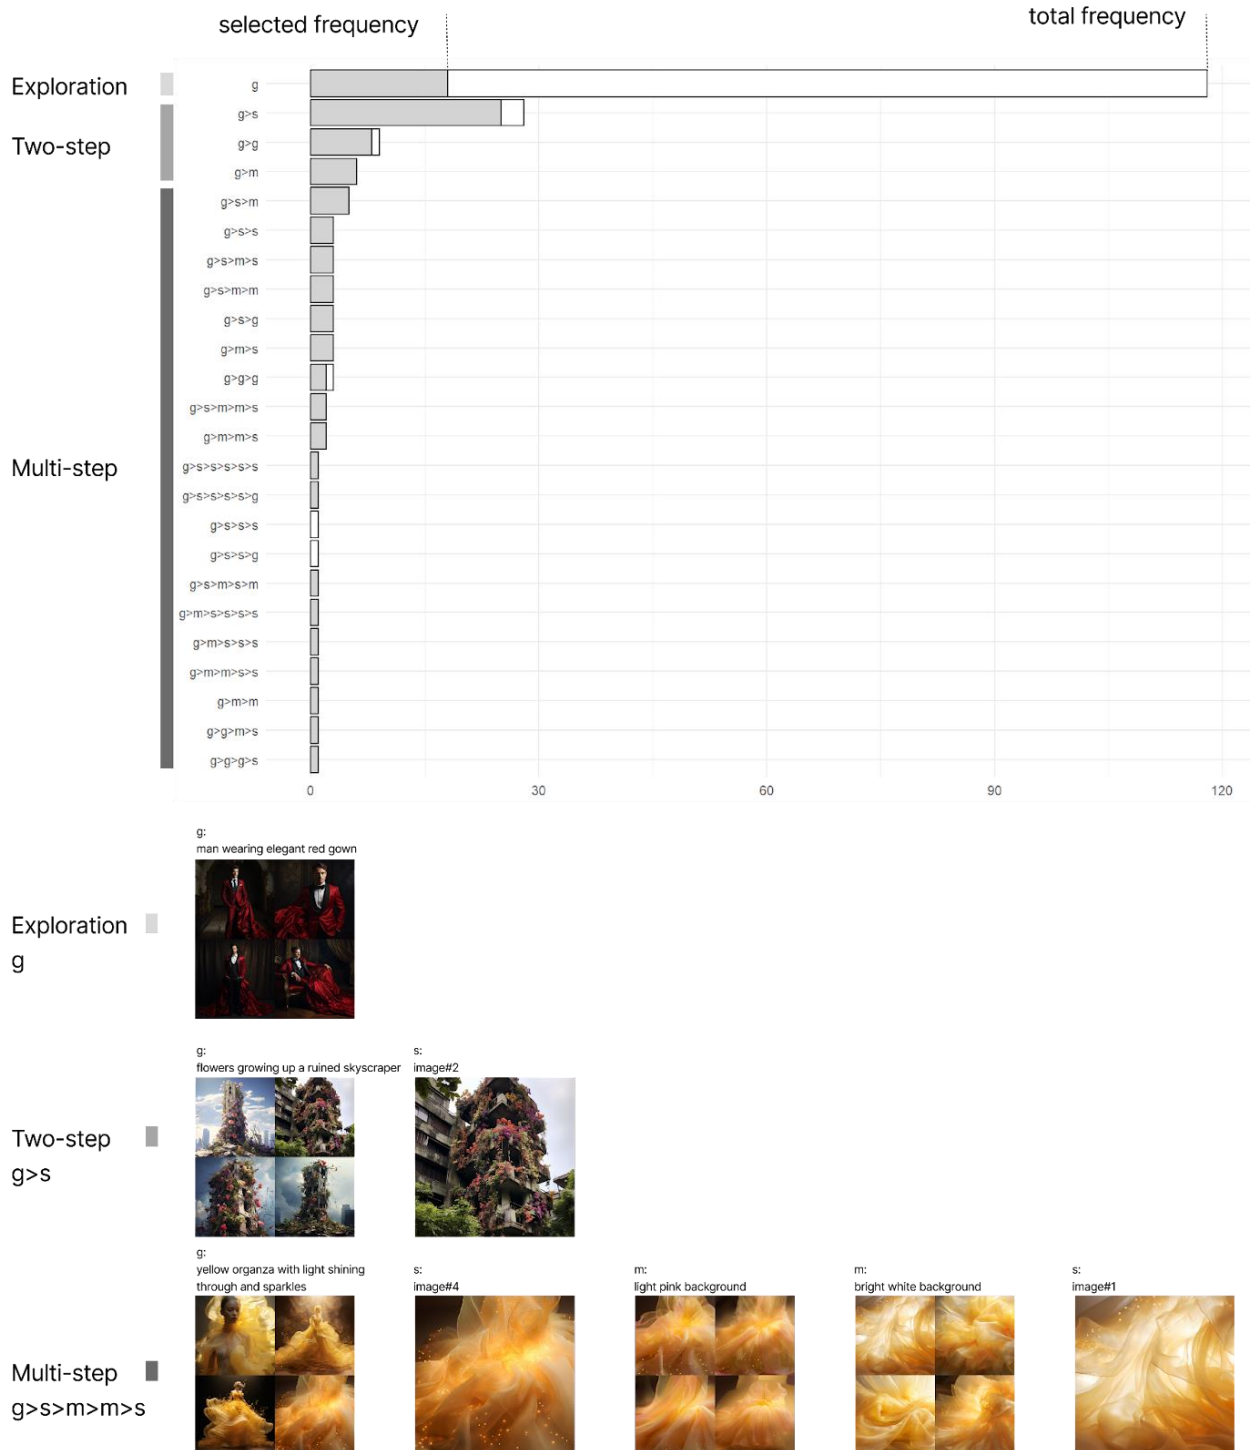 selected frequency
total frequency
Exploration
g
g>s
Two-step
g>g
g>m
g>s>m
g>s>s
g>s>m>s
g>s>m>m
g>s>g
g>m>s
g>g>g
g>s>m>m>s
g>m>m>s
Multi-step
g>s>s>s>s>s
g>s>s>s>s>g
g>s>s>s
g>s>s>g
g>s>m>s>m
g>m>s>s>s>s
g>m>s>s>s
g>m>m>s>s
g>m>m
g>g>m>s
g>g>g>s
0
30
60
90
120
g:
man wearing elegant red gown
Exploration
g
g:
flowers growing up a ruined skyscraper
s:
image#2
Two-step
g>s
g:
yellow organza with light shining
through and sparkles
s:
image#4
m:
light pink background
m:
bright white background
s:
image#1
Multi-step
g>s>m>m>s